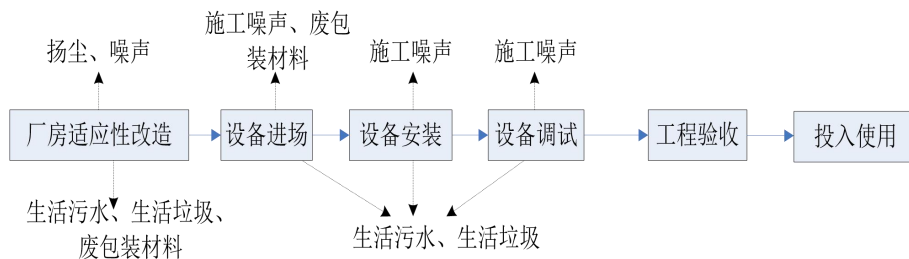 扬尘、噪声
施工噪声、废包
装材料
施工噪声
施工噪声
厂房适应性改造
设备进场
设备安装
设备调试
工程验收
投入使用
生活污水、生活垃圾、
废包装材料
生活污水、生活垃圾